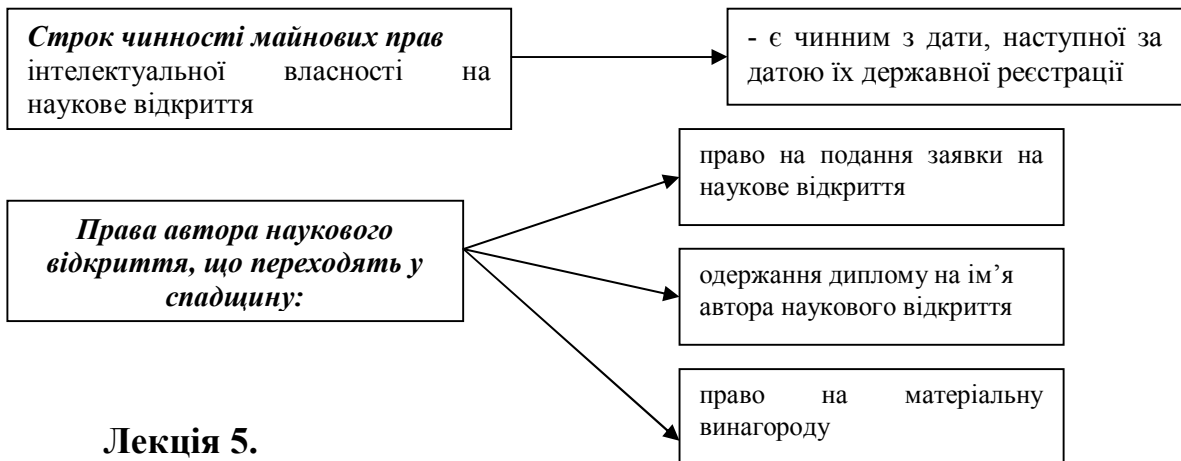 Строк чинності майнових прав
інтелектуальної власності на
наукове відкриття
- є чинним з дати, наступної за
датою їх державної реєстрації
Права автора наукового
відкриття, що переходять у
спадщину:
право на подання заявки на
наукове відкриття
одержання диплому на ім’я
автора наукового відкриття
право на матеріальну
винагороду
Лекція 5.